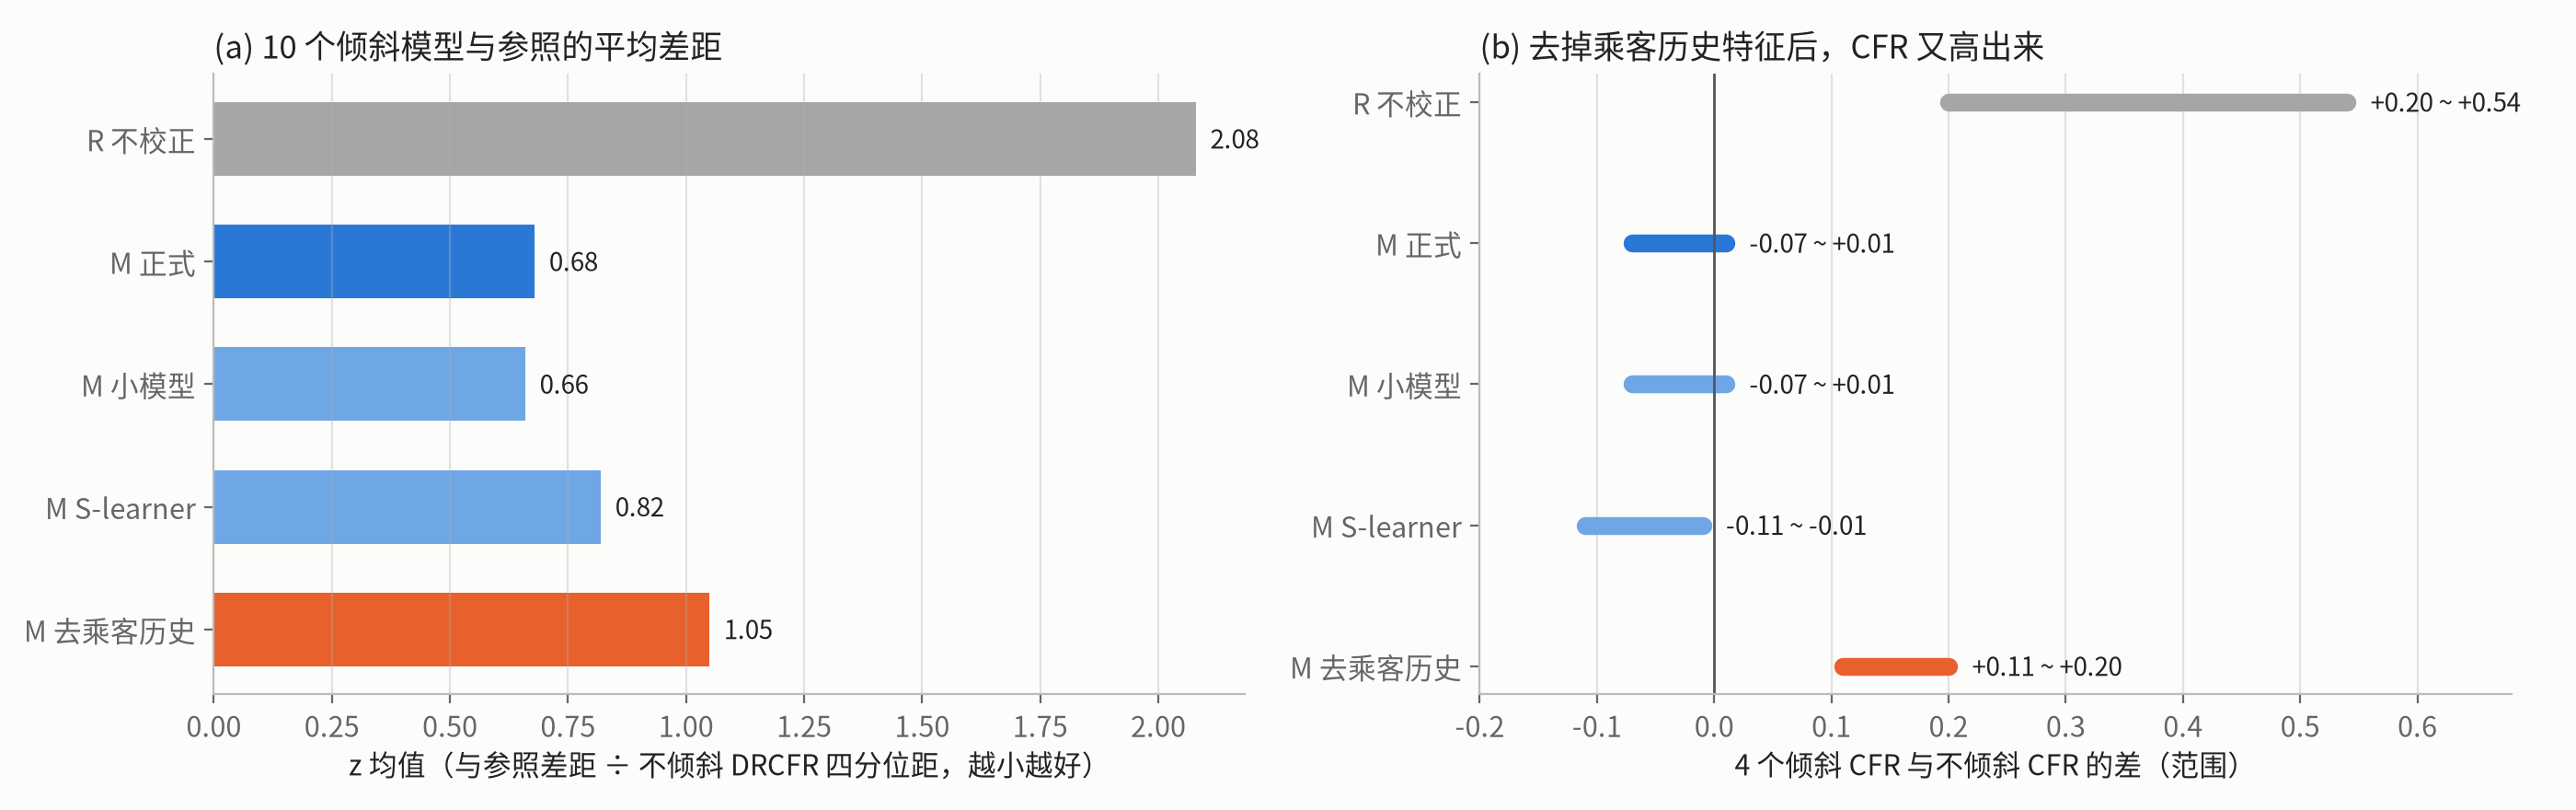 (a) 10 个倾斜模型与参照的平均差距
R 不校正
2.08
M 正式
0.68
M 小模型
0.66
M S-learner
0.82
M 去乘客历史
1.05
0.00 0.25 0.50 0.75 1.00 1.25 1.50 1.75 2.00
z 均值（与参照差距 ÷ 不倾斜 DRCFR 四分位距，越小越好）
(b) 去掉乘客历史特征后，CFR 又高出来
R 不校正
+0.20 ~ +0.54
M 正式
-0.07 ~ +0.01
M 小模型
-0.07 ~ +0.01
M S-learner
-0.11 ~ -0.01
M 去乘客历史
+0.11 ~ +0.20
-0.2 -0.1 0.0 0.1 0.2 0.3 0.4 0.5 0.6
4 个倾斜 CFR 与不倾斜 CFR 的差（范围）